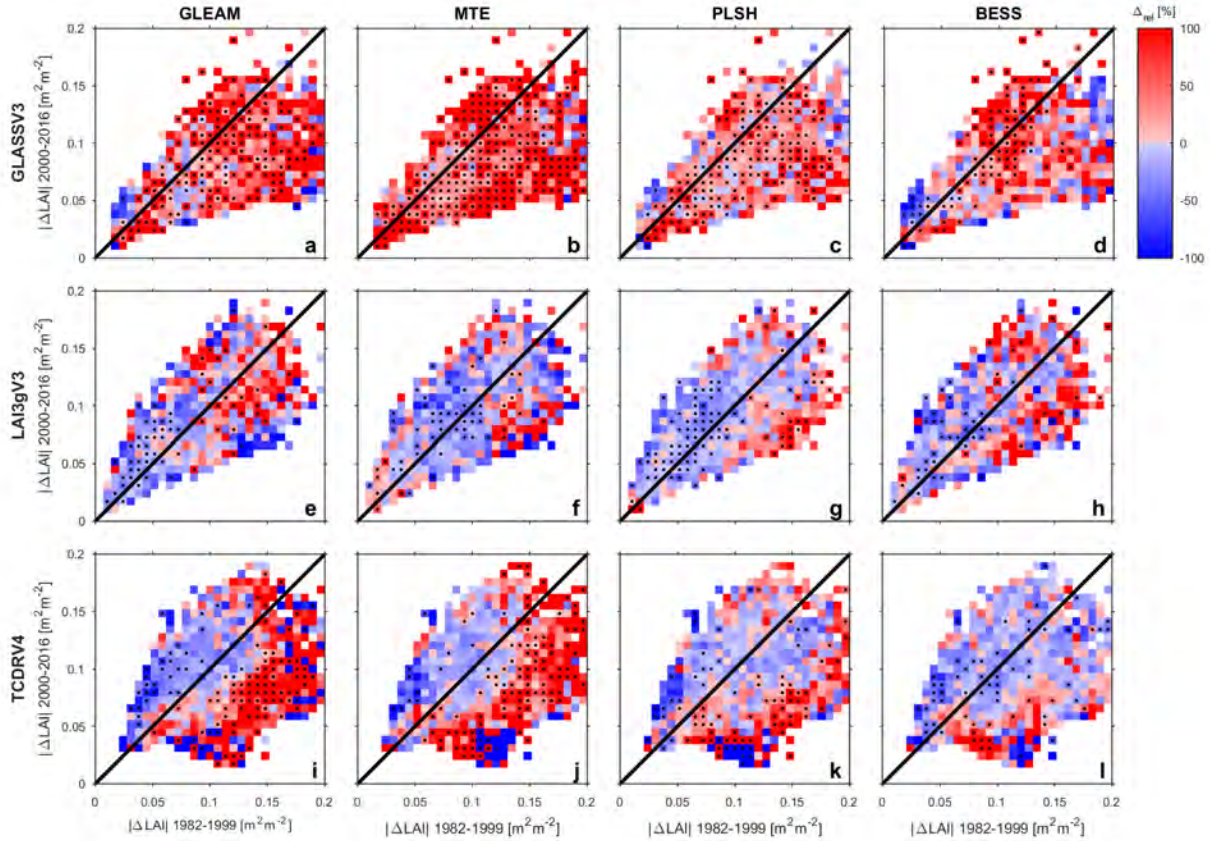 GLEAM MTE PLSH BESS
Δrel [%]
GLASSV3
|ΔLAI| 2000-2016 [m² m⁻²]
0.2
0.15
0.1
0.05
0
a b c d
100
50
0
-50
-100
LAI3gV3
|ΔLAI| 2000-2016 [m² m⁻²]
0.2
0.15
0.1
0.05
0
e f g h
TCDRV4
|ΔLAI| 2000-2016 [m² m⁻²]
0.2
0.15
0.1
0.05
0
i j k l
0 0.05 0.1 0.15 0.2 0 0.05 0.1 0.15 0.2 0 0.05 0.1 0.15 0.2 0 0.05 0.1 0.15 0.2
|ΔLAI| 1982-1999 [m² m⁻²] |ΔLAI| 1982-1999 [m² m⁻²] |ΔLAI| 1982-1999 [m² m⁻²] |ΔLAI| 1982-1999 [m² m⁻²]